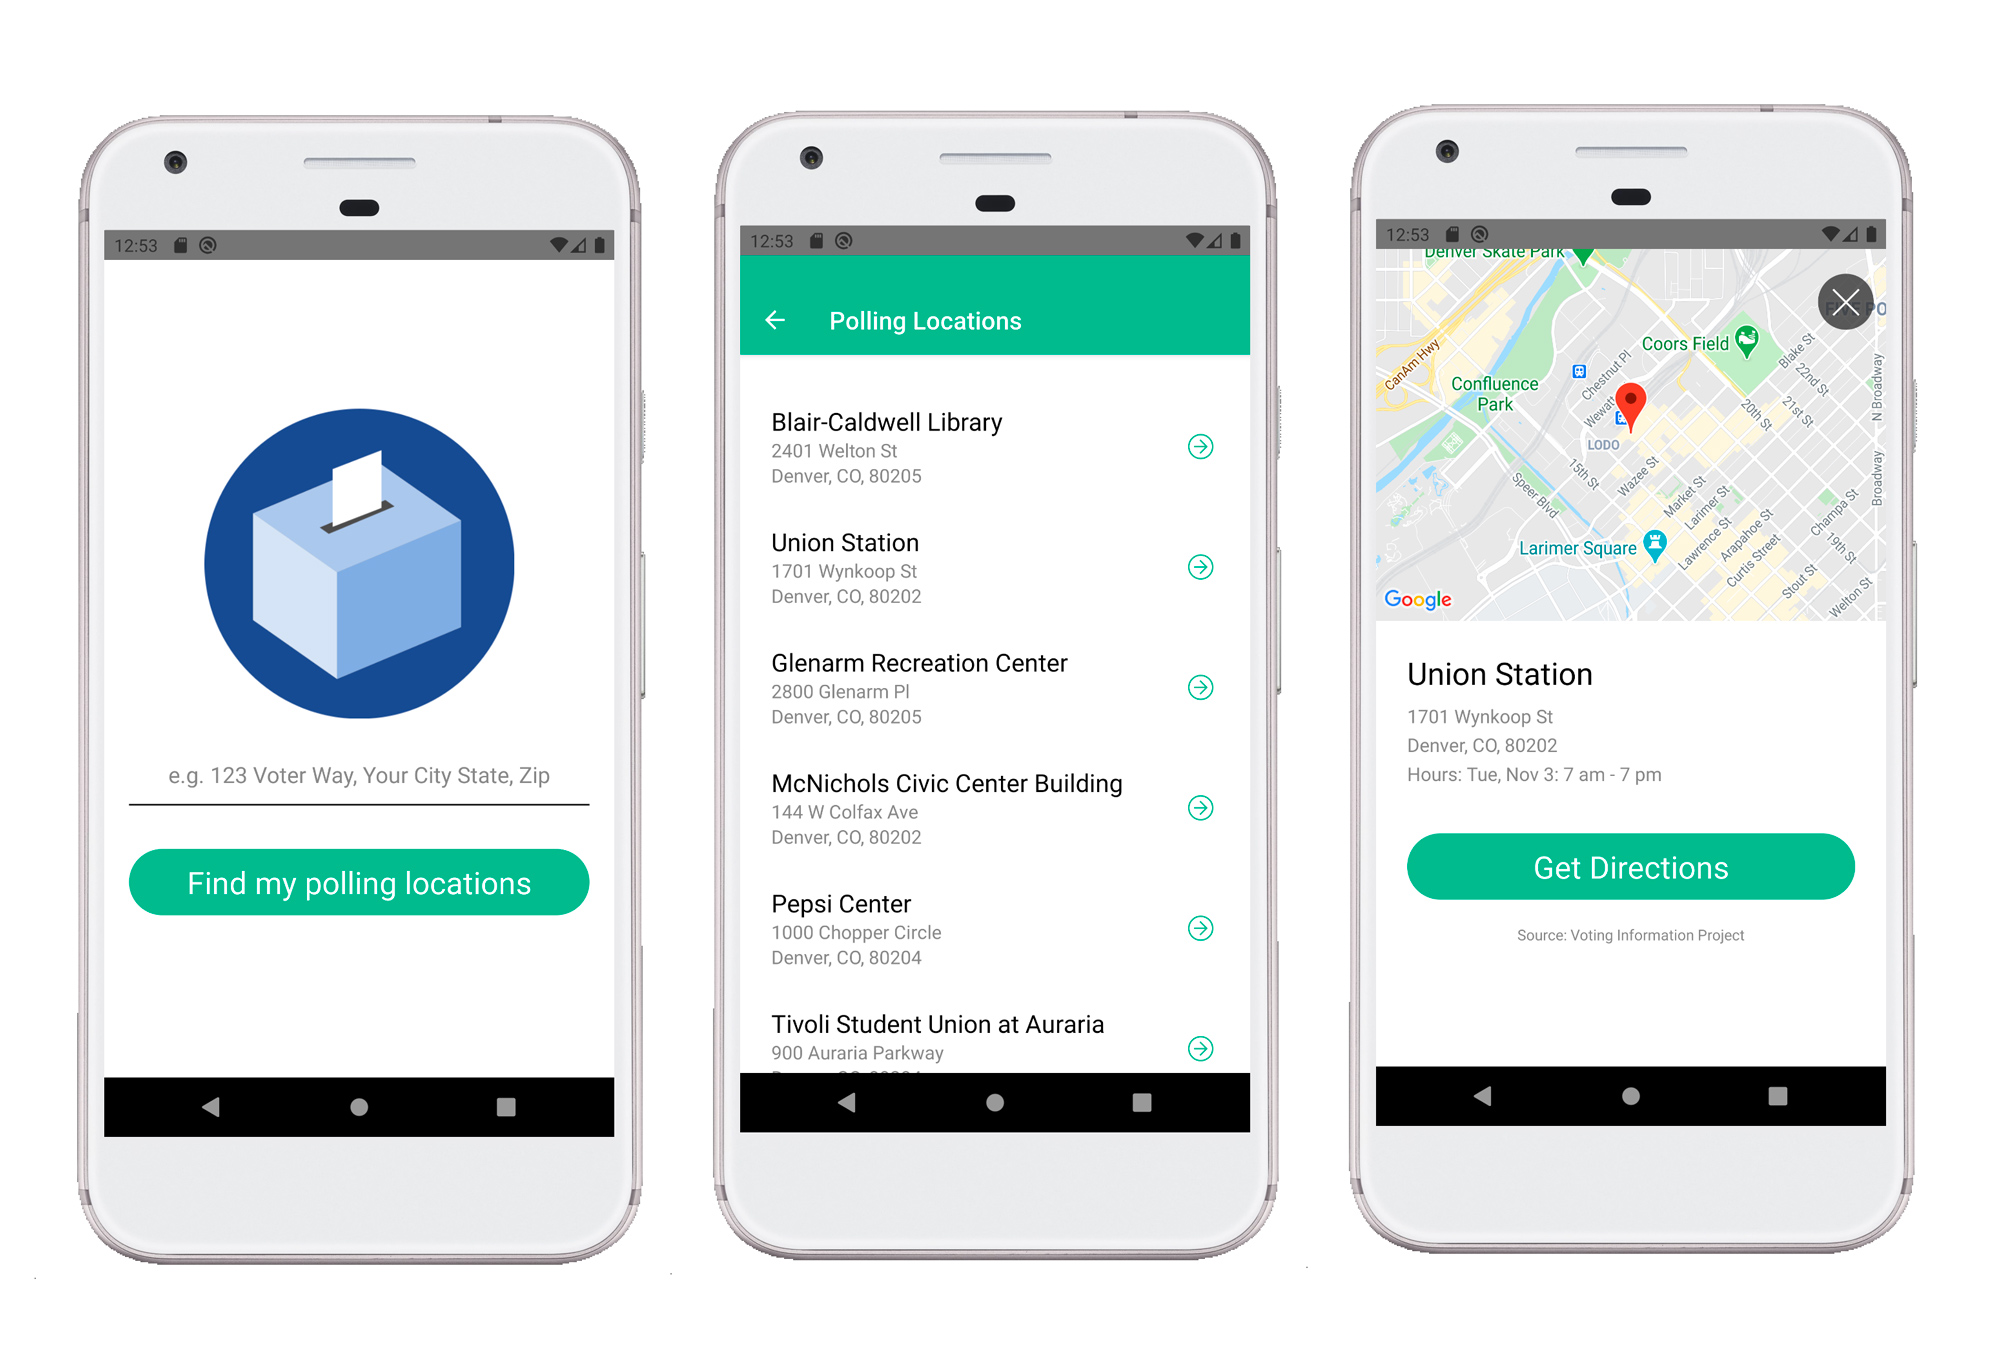 12:53
e.g. 123 Voter Way, Your City State, Zip
Find my polling locations
12:53
Polling Locations
Blair-Caldwell Library
2401 Welton St
Denver, CO, 80205
Union Station
1701 Wynkoop St
Denver, CO, 80202
Glenarm Recreation Center
2800 Glenarm Pl
Denver, CO, 80205
McNichols Civic Center Building
144 W Colfax Ave
Denver, CO, 80202
Pepsi Center
1000 Chopper Circle
Denver, CO, 80204
Tivoli Student Union at Auraria
900 Auraria Parkway
12:53
Denver Skate Park
FIVE PO
Coors Field
Blake St
22nd St
21st St
20th St
N Broadway
Broadway
CanAm Hwy
Confluence
Park
Chestnut Pl
LODO
15th St
Wazee St
Speer Blvd
Market St
Larimer St
Lawrence St
Arapahoe St
Curtis Street
Champa St
19th St
Stout St
Welton St
Larimer Square
Google
Union Station
1701 Wynkoop St
Denver, CO, 80202
Hours: Tue, Nov 3: 7 am - 7 pm
Get Directions
Source: Voting Information Project